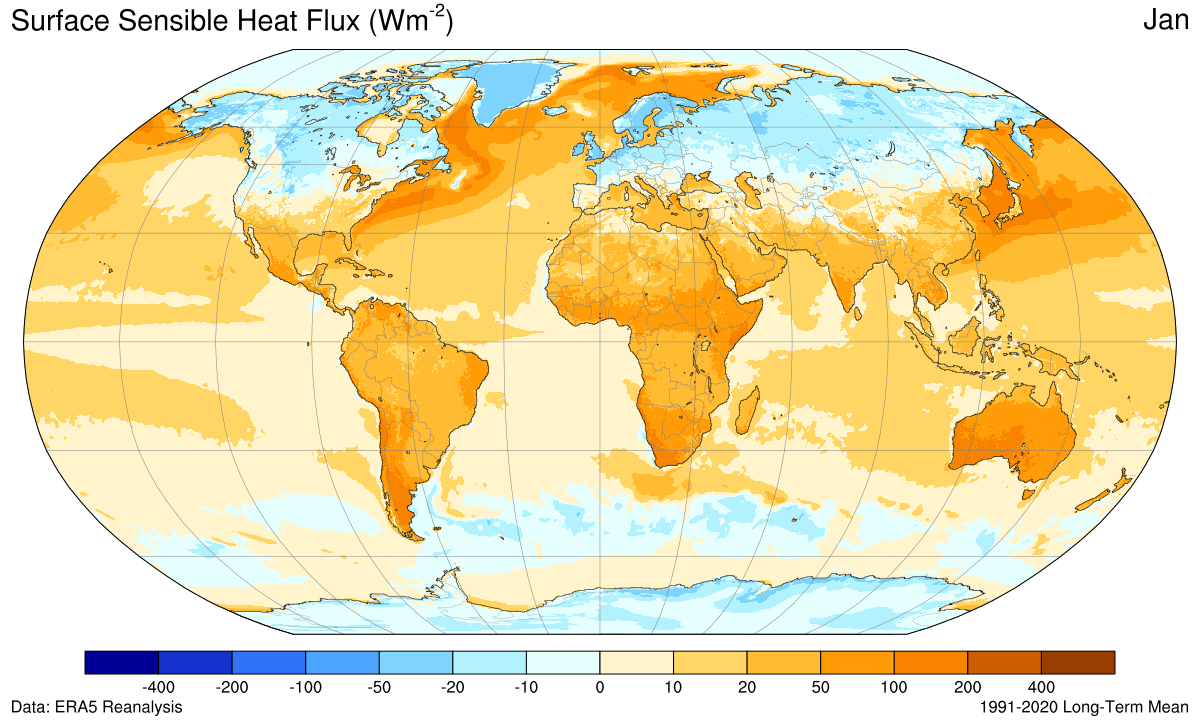 Surface Sensible Heat Flux (Wm-2)
Jan
-400 -200 -100 -50 -20 -10 0 10 20 50 100 200 400
Data: ERA5 Reanalysis
1991-2020 Long-Term Mean